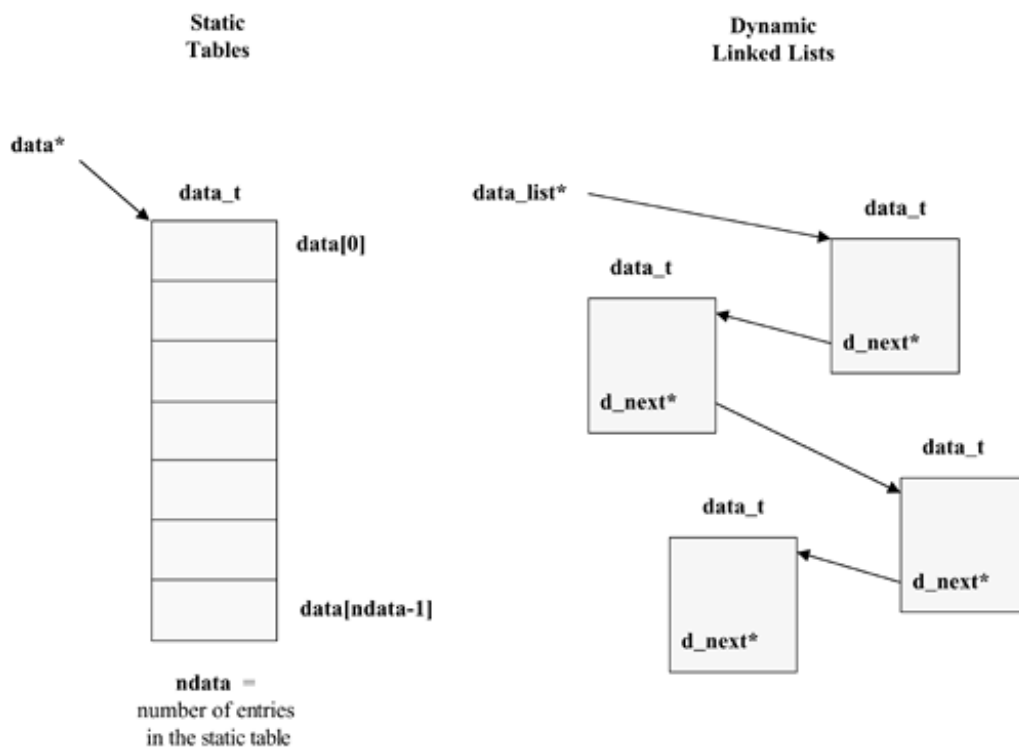 Static
Tables
data*
data_t
data[0]
data[ndata-1]
ndata =
number of entries
in the static table
Dynamic
Linked Lists
data_list*
data_t
d_next*
data_t
d_next*
data_t
d_next*
data_t
d_next*